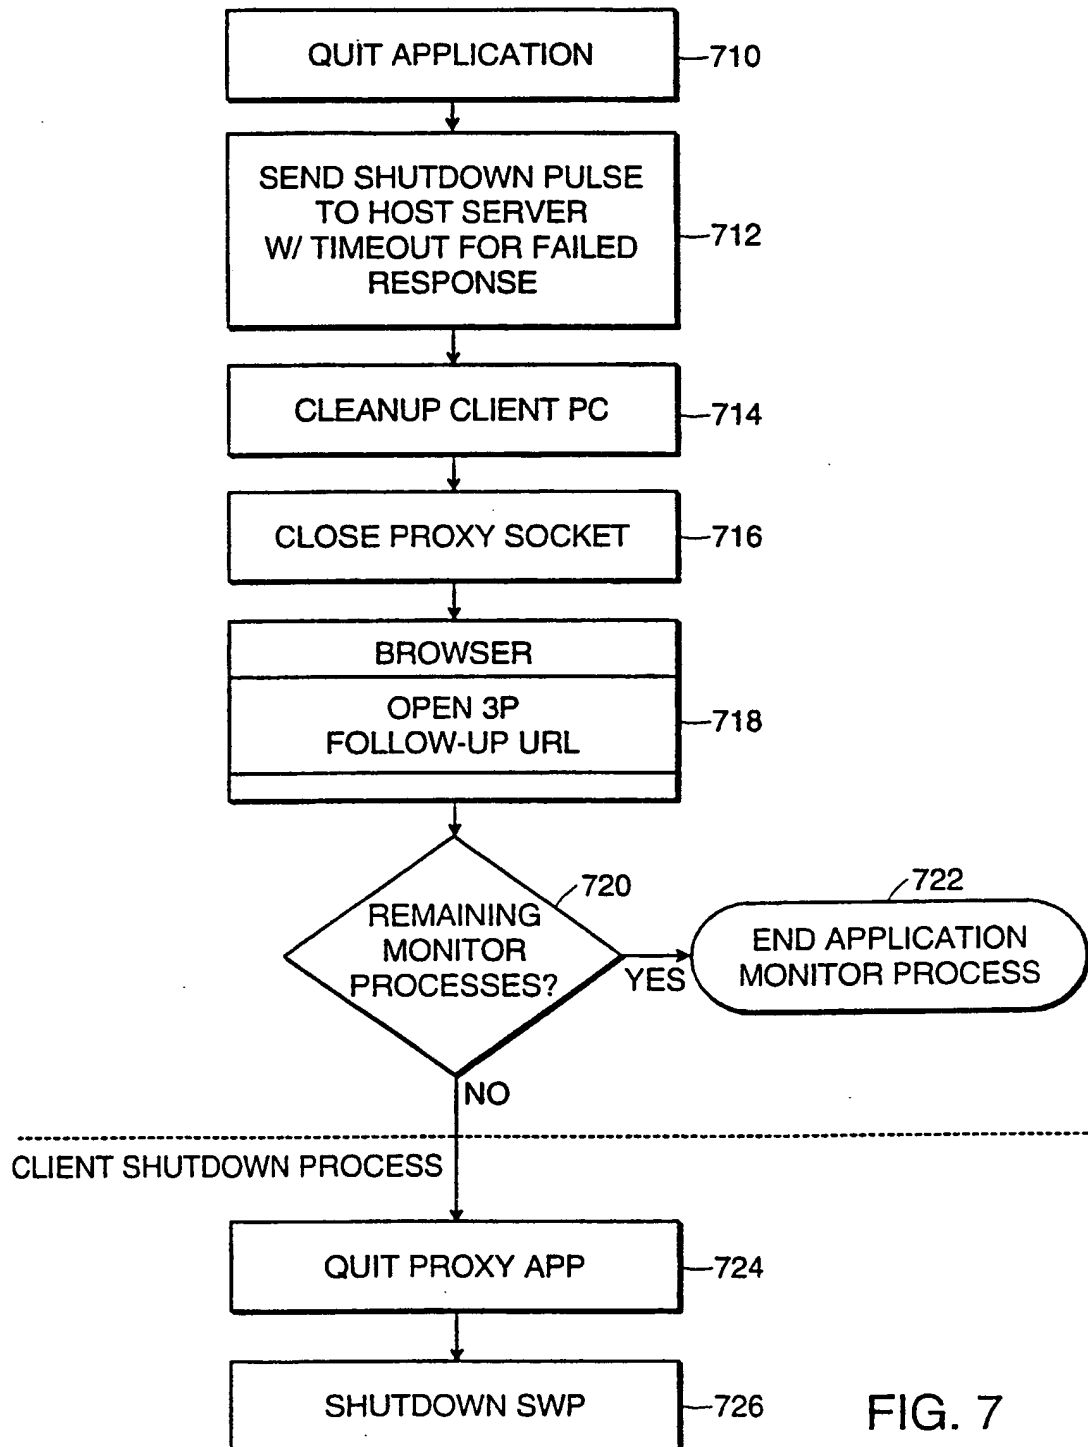 QUIT APPLICATION
710
SEND SHUTDOWN PULSE
TO HOST SERVER
W/ TIMEOUT FOR FAILED
RESPONSE
712
CLEANUP CLIENT PC
714
CLOSE PROXY SOCKET
716
BROWSER
OPEN 3P
FOLLOW-UP URL
718
720
REMAINING
MONITOR
PROCESSES?
YES
722
END APPLICATION
MONITOR PROCESS
NO
CLIENT SHUTDOWN PROCESS
QUIT PROXY APP
724
SHUTDOWN SWP
726
FIG. 7